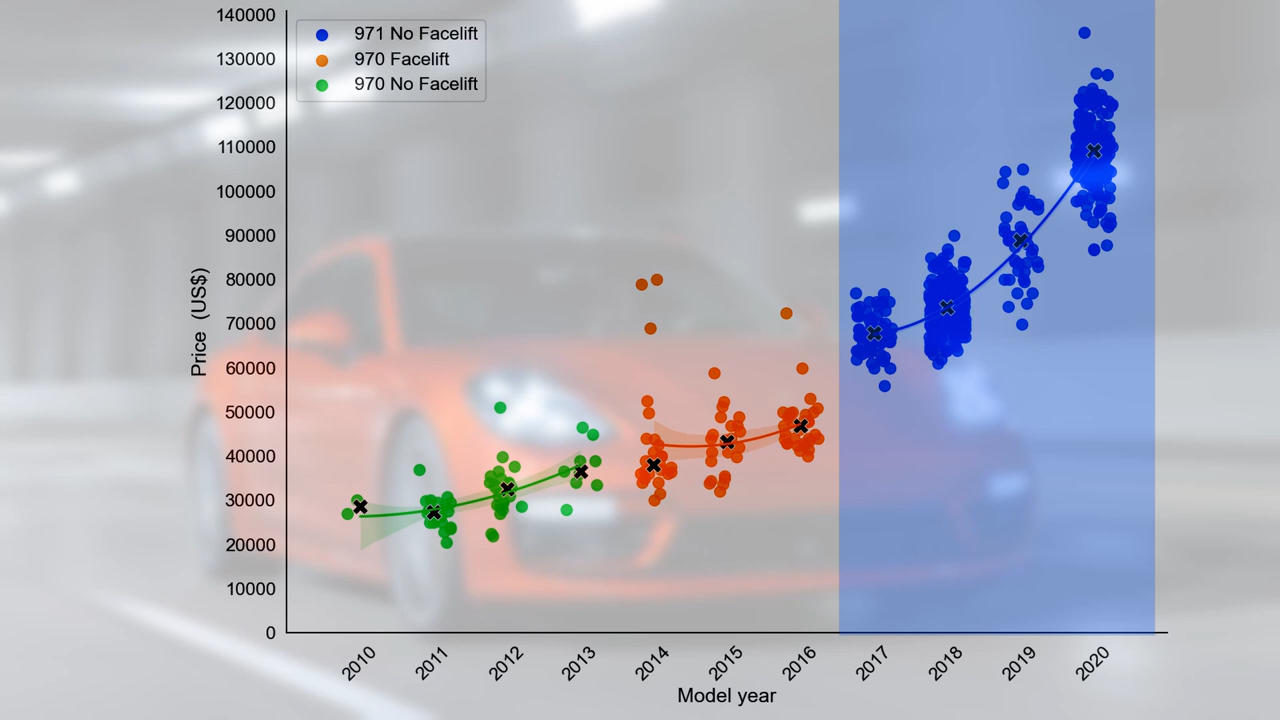 971 No Facelift
970 Facelift
970 No Facelift
140000
130000
120000
110000
100000
90000
80000
70000
60000
50000
40000
30000
20000
10000
0
Price (US$)
2010 2011 2012 2013 2014 2015 2016 2017 2018 2019 2020
Model year